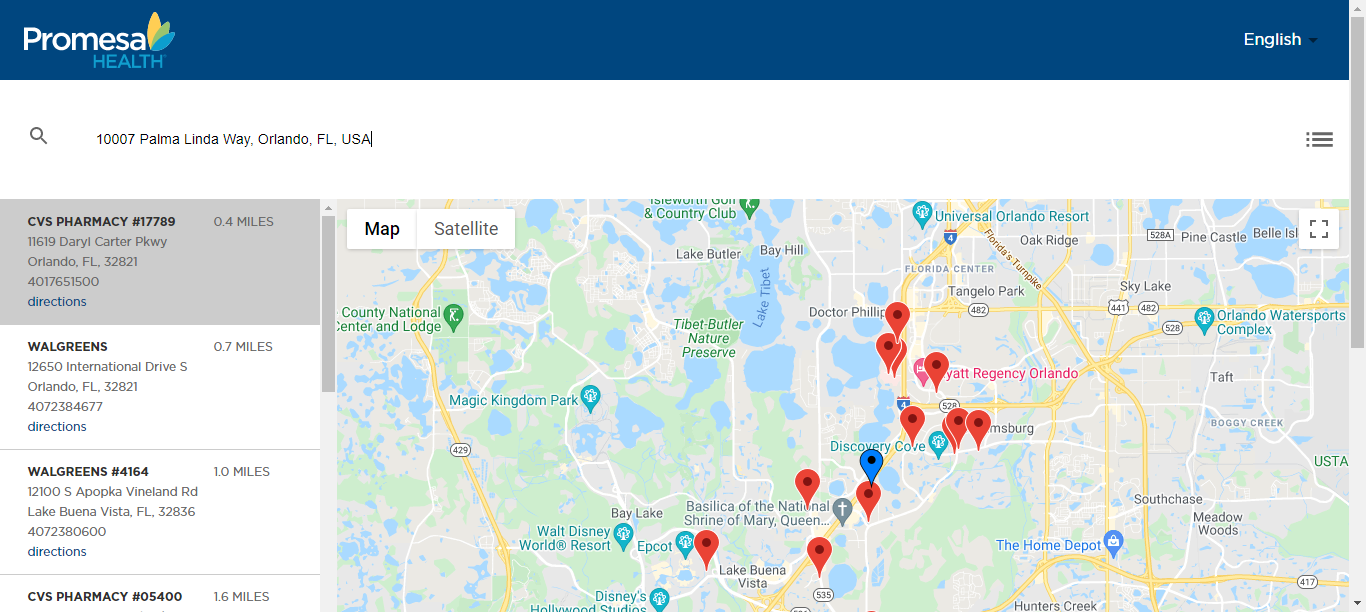 Promesa
HEALTH
English
10007 Palma Linda Way, Orlando, FL, USA
CVS PHARMACY #17789 0.4 MILES
11619 Daryl Carter Pkwy
Orlando, FL, 32821
4017651500
directions
WALGREENS 0.7 MILES
12650 International Drive S
Orlando, FL, 32821
4072384677
directions
WALGREENS #4164 1.0 MILES
12100 S Apopka Vineland Rd
Lake Buena Vista, FL, 32836
4072380600
directions
CVS PHARMACY #05400 1.6 MILES
Map Satellite
Isleworth Golf
& Country Club
Universal Orlando Resort
4
Florida's Turnpike
Oak Ridge
528A
Pine Castle
Belle Isl
Lake Butler
Bay Hill
FLORIDA CENTER
Tangelo Park
Sky Lake
Lake Tibet
County National
Center and Lodge
Doctor Phillip
482
441
482
528
Orlando Watersports
Complex
Tibet-Butler
Nature
Preserve
yatt Regency Orlando
Taft
Magic Kingdom Park
4
528
BOGGY CREEK
429
Discovery Cove
msburg
USTA
Bay Lake
Basilica of the National
Shrine of Mary, Queen...
Southchase
Meadow
Woods
Walt Disney
World® Resort
Epcot
The Home Depot
Lake Buena
Vista
417
535
Disney's
Hollywood Studios
Hunters Creek